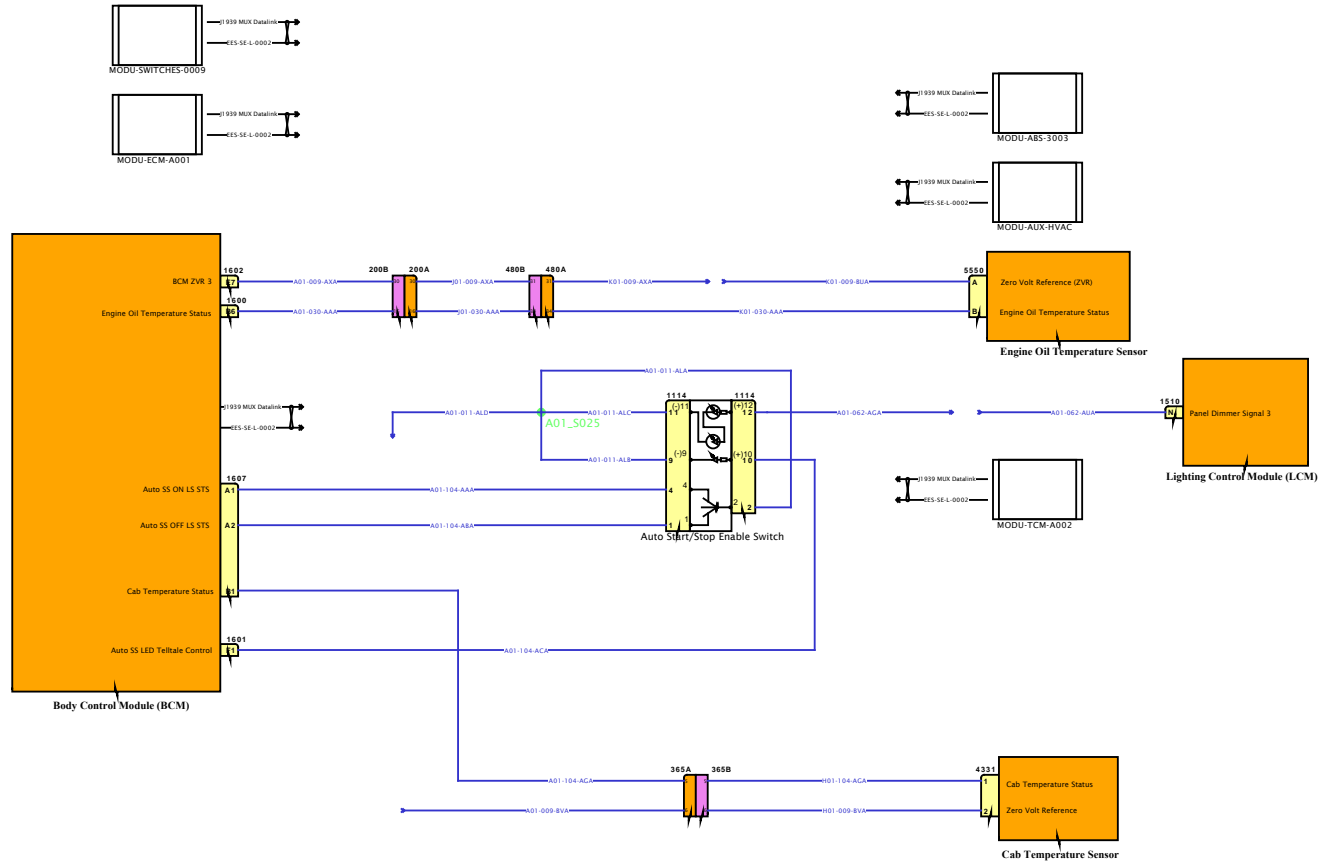 J1939 MUX Datalink
EES-SE-L-0002
MODU-SWITCHES-0009
J1939 MUX Datalink
EES-SE-L-0002
MODU-ECM-A001
J1939 MUX Datalink
EES-SE-L-0002
MODU-ABS-3003
J1939 MUX Datalink
EES-SE-L-0002
MODU-AUX-HVAC
1602
200B 200A
480B 480A
5550
BCM ZVR 3
A01-009-AXA
J01-009-AXA
K01-009-AXA
K01-009-BUA
A
Zero Volt Reference (ZVR)
1600
Engine Oil Temperature Status
A01-030-AAA
J01-030-AAA
K01-030-AAA
B
Engine Oil Temperature Status
Engine Oil Temperature Sensor
A01-011-ALA
J1939 MUX Datalink
EES-SE-L-0002
A01-011-ALD
A01-011-ALC
A01_S025
A01-011-ALB
1114 1114
11 (-)11 (+)12 12
9 (-)9 (+)10 10
4 4
1 1 2 2
Auto Start/Stop Enable Switch
A01-062-AGA
A01-062-AUA
1510
N
Panel Dimmer Signal 3
Lighting Control Module (LCM)
J1939 MUX Datalink
EES-SE-L-0002
MODU-TCM-A002
1607
Auto SS ON LS STS
A1
A01-104-AAA
Auto SS OFF LS STS
A2
A01-104-ABA
Cab Temperature Status
B1
1601
Auto SS LED Telltale Control
A01-104-ACA
Body Control Module (BCM)
365A 365B
4331
A01-104-AGA
H01-104-AGA
1
Cab Temperature Status
A01-009-BVA
H01-009-BVA
2
Zero Volt Reference
Cab Temperature Sensor